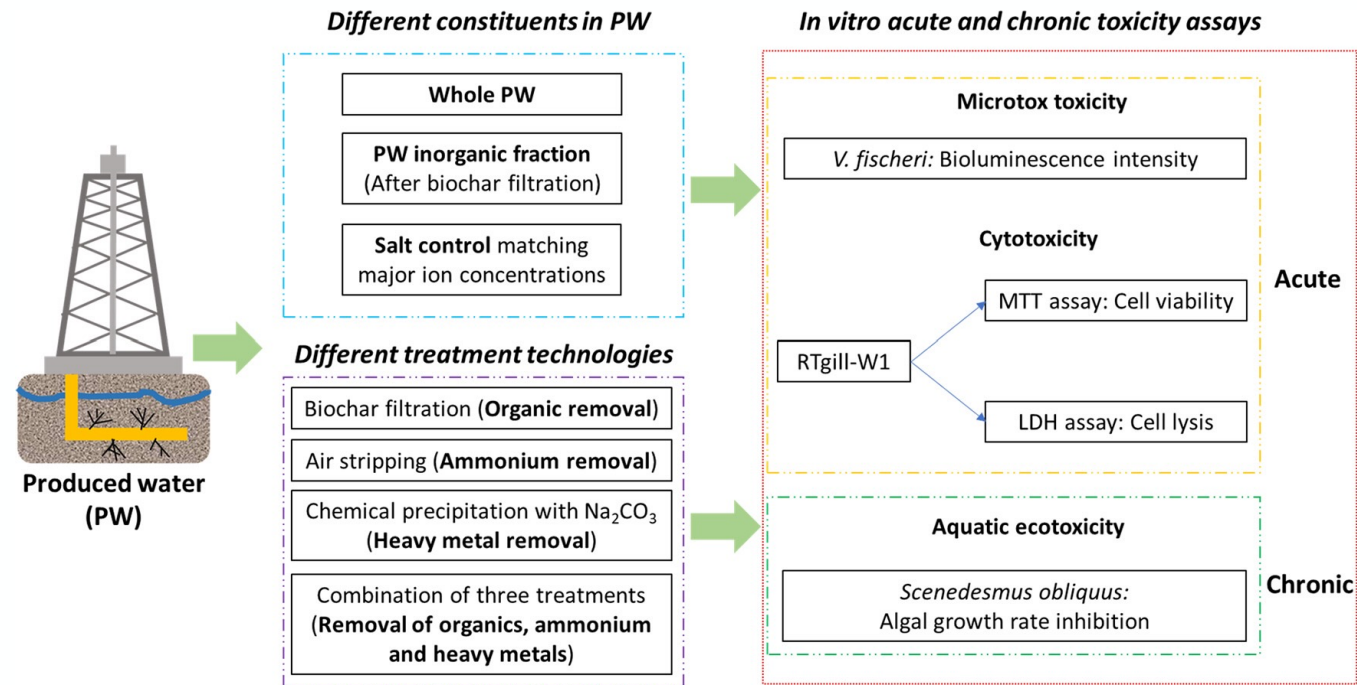 Different constituents in PW
Whole PW
PW inorganic fraction
(After biochar filtration)
Salt control matching
major ion concentrations
Produced water
(PW)
Different treatment technologies
Biochar filtration (Organic removal)
Air stripping (Ammonium removal)
Chemical precipitation with Na₂CO₃
(Heavy metal removal)
Combination of three treatments
(Removal of organics, ammonium
and heavy metals)
In vitro acute and chronic toxicity assays
Microtox toxicity
V. fischeri: Bioluminescence intensity
Cytotoxicity
RTgill-W1
MTT assay: Cell viability
LDH assay: Cell lysis
Acute
Aquatic ecotoxicity
Scenedesmus obliquus:
Algal growth rate inhibition
Chronic